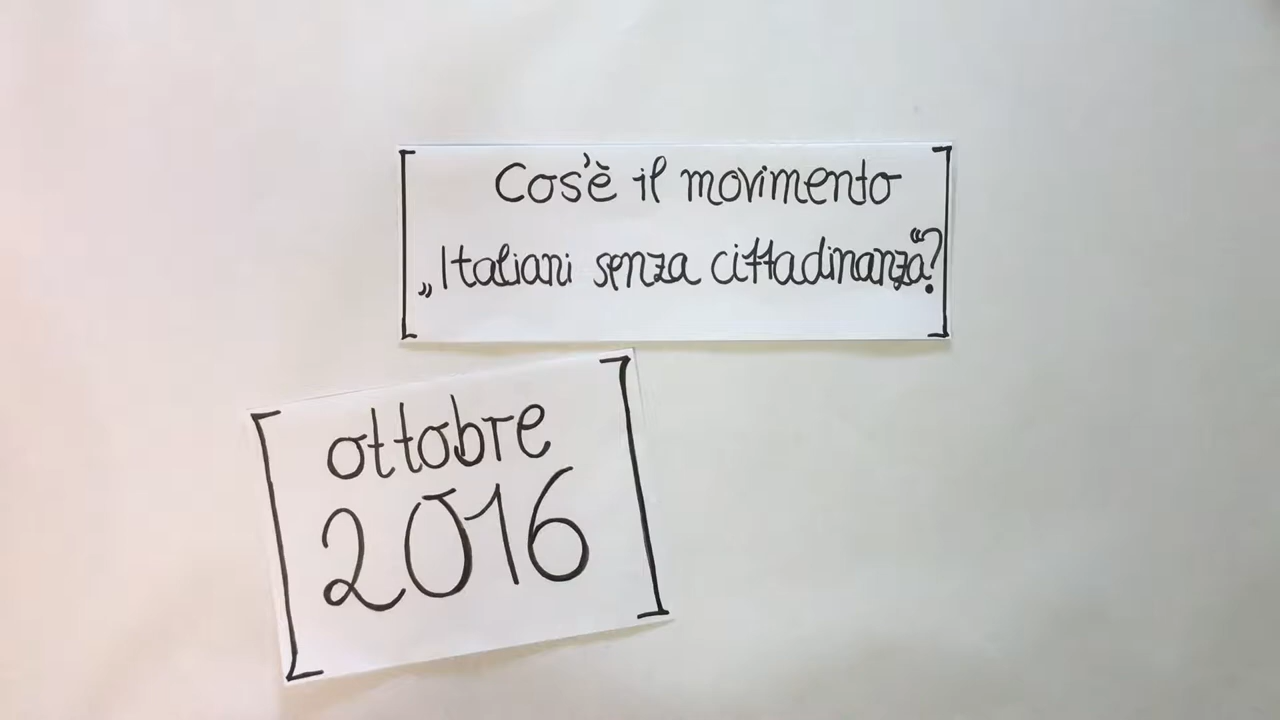 Cos'è il movimento
„Italiani senza cittadinanza“?
ottobre
2016